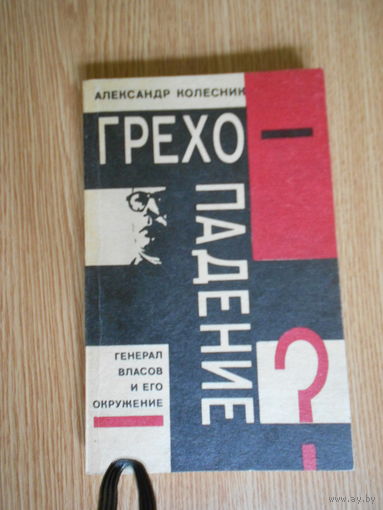 АЛЕКСАНДР КОЛЕСНИК
ГРЕХО
ПАДЕНИЕ
?
ГЕНЕРАЛ
ВЛАСОВ
И ЕГО
ОКРУЖЕНИЕ
www.ay.by